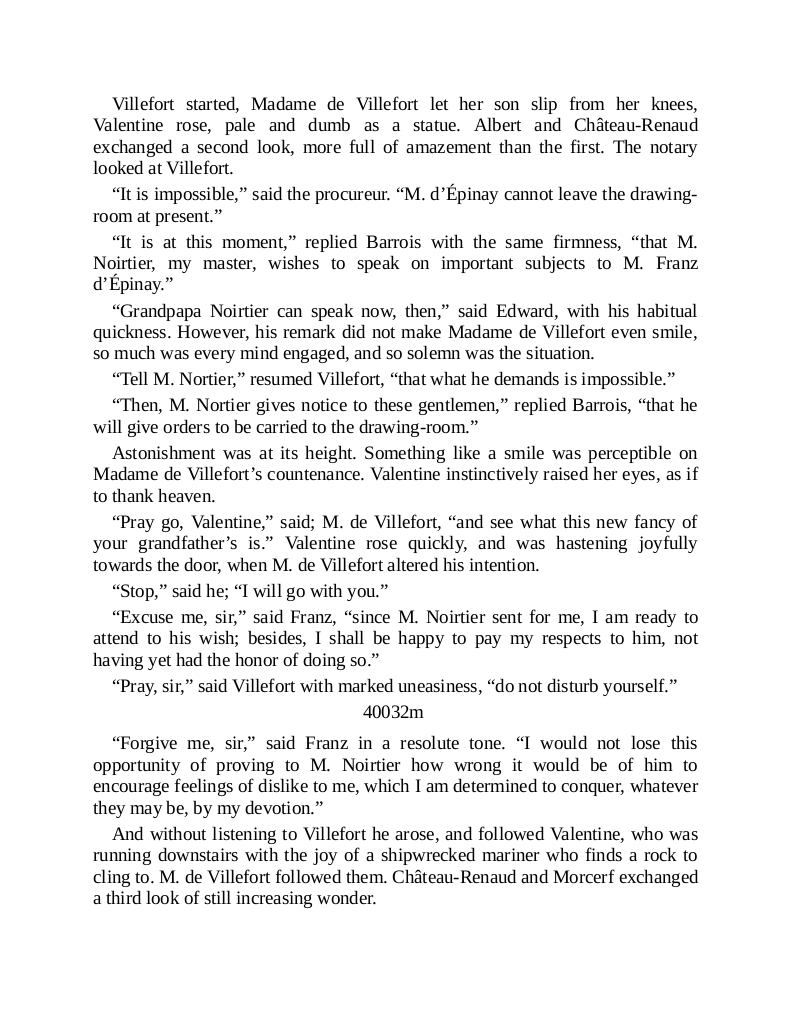 Villefort started, Madame de Villefort let her son slip from her knees,
Valentine rose, pale and dumb as a statue. Albert and Château-Renaud
exchanged a second look, more full of amazement than the first. The notary
looked at Villefort.
“It is impossible,” said the procureur. “M. d’Épinay cannot leave the drawing-
room at present.”
“It is at this moment,” replied Barrois with the same firmness, “that M.
Noirtier, my master, wishes to speak on important subjects to M. Franz
d’Épinay.”
“Grandpapa Noirtier can speak now, then,” said Edward, with his habitual
quickness. However, his remark did not make Madame de Villefort even smile,
so much was every mind engaged, and so solemn was the situation.
“Tell M. Nortier,” resumed Villefort, “that what he demands is impossible.”
“Then, M. Nortier gives notice to these gentlemen,” replied Barrois, “that he
will give orders to be carried to the drawing-room.”
Astonishment was at its height. Something like a smile was perceptible on
Madame de Villefort’s countenance. Valentine instinctively raised her eyes, as if
to thank heaven.
“Pray go, Valentine,” said; M. de Villefort, “and see what this new fancy of
your grandfather’s is.” Valentine rose quickly, and was hastening joyfully
towards the door, when M. de Villefort altered his intention.
“Stop,” said he; “I will go with you.”
“Excuse me, sir,” said Franz, “since M. Noirtier sent for me, I am ready to
attend to his wish; besides, I shall be happy to pay my respects to him, not
having yet had the honor of doing so.”
“Pray, sir,” said Villefort with marked uneasiness, “do not disturb yourself.”
40032m
“Forgive me, sir,” said Franz in a resolute tone. “I would not lose this
opportunity of proving to M. Noirtier how wrong it would be of him to
encourage feelings of dislike to me, which I am determined to conquer, whatever
they may be, by my devotion.”
And without listening to Villefort he arose, and followed Valentine, who was
running downstairs with the joy of a shipwrecked mariner who finds a rock to
cling to. M. de Villefort followed them. Château-Renaud and Morcerf exchanged
a third look of still increasing wonder.